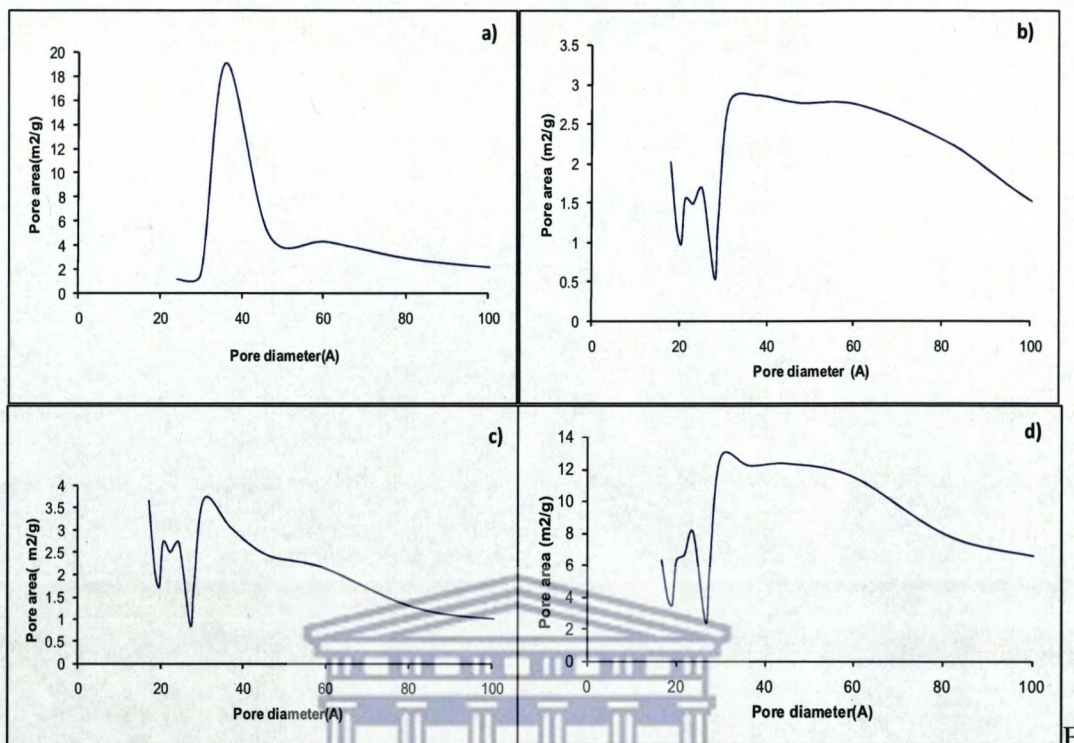 a)
20
18
16
14
12
10
8
6
4
2
0
Pore area(m2/g)
0 20 40 60 80 100
Pore diameter(A)
b)
3.5
3
2.5
2
1.5
1
0.5
0
Pore area (m2/g)
0 20 40 60 80 100
Pore diameter (A)
c)
4
3.5
3
2.5
2
1.5
1
0.5
0
Pore area( m2/g)
0 20 40 60 80 100
Pore diameter(A)
d)
14
12
10
8
6
4
2
0
Pore area (m2/g)
0 20 40 60 80 100
Pore diameter(A)